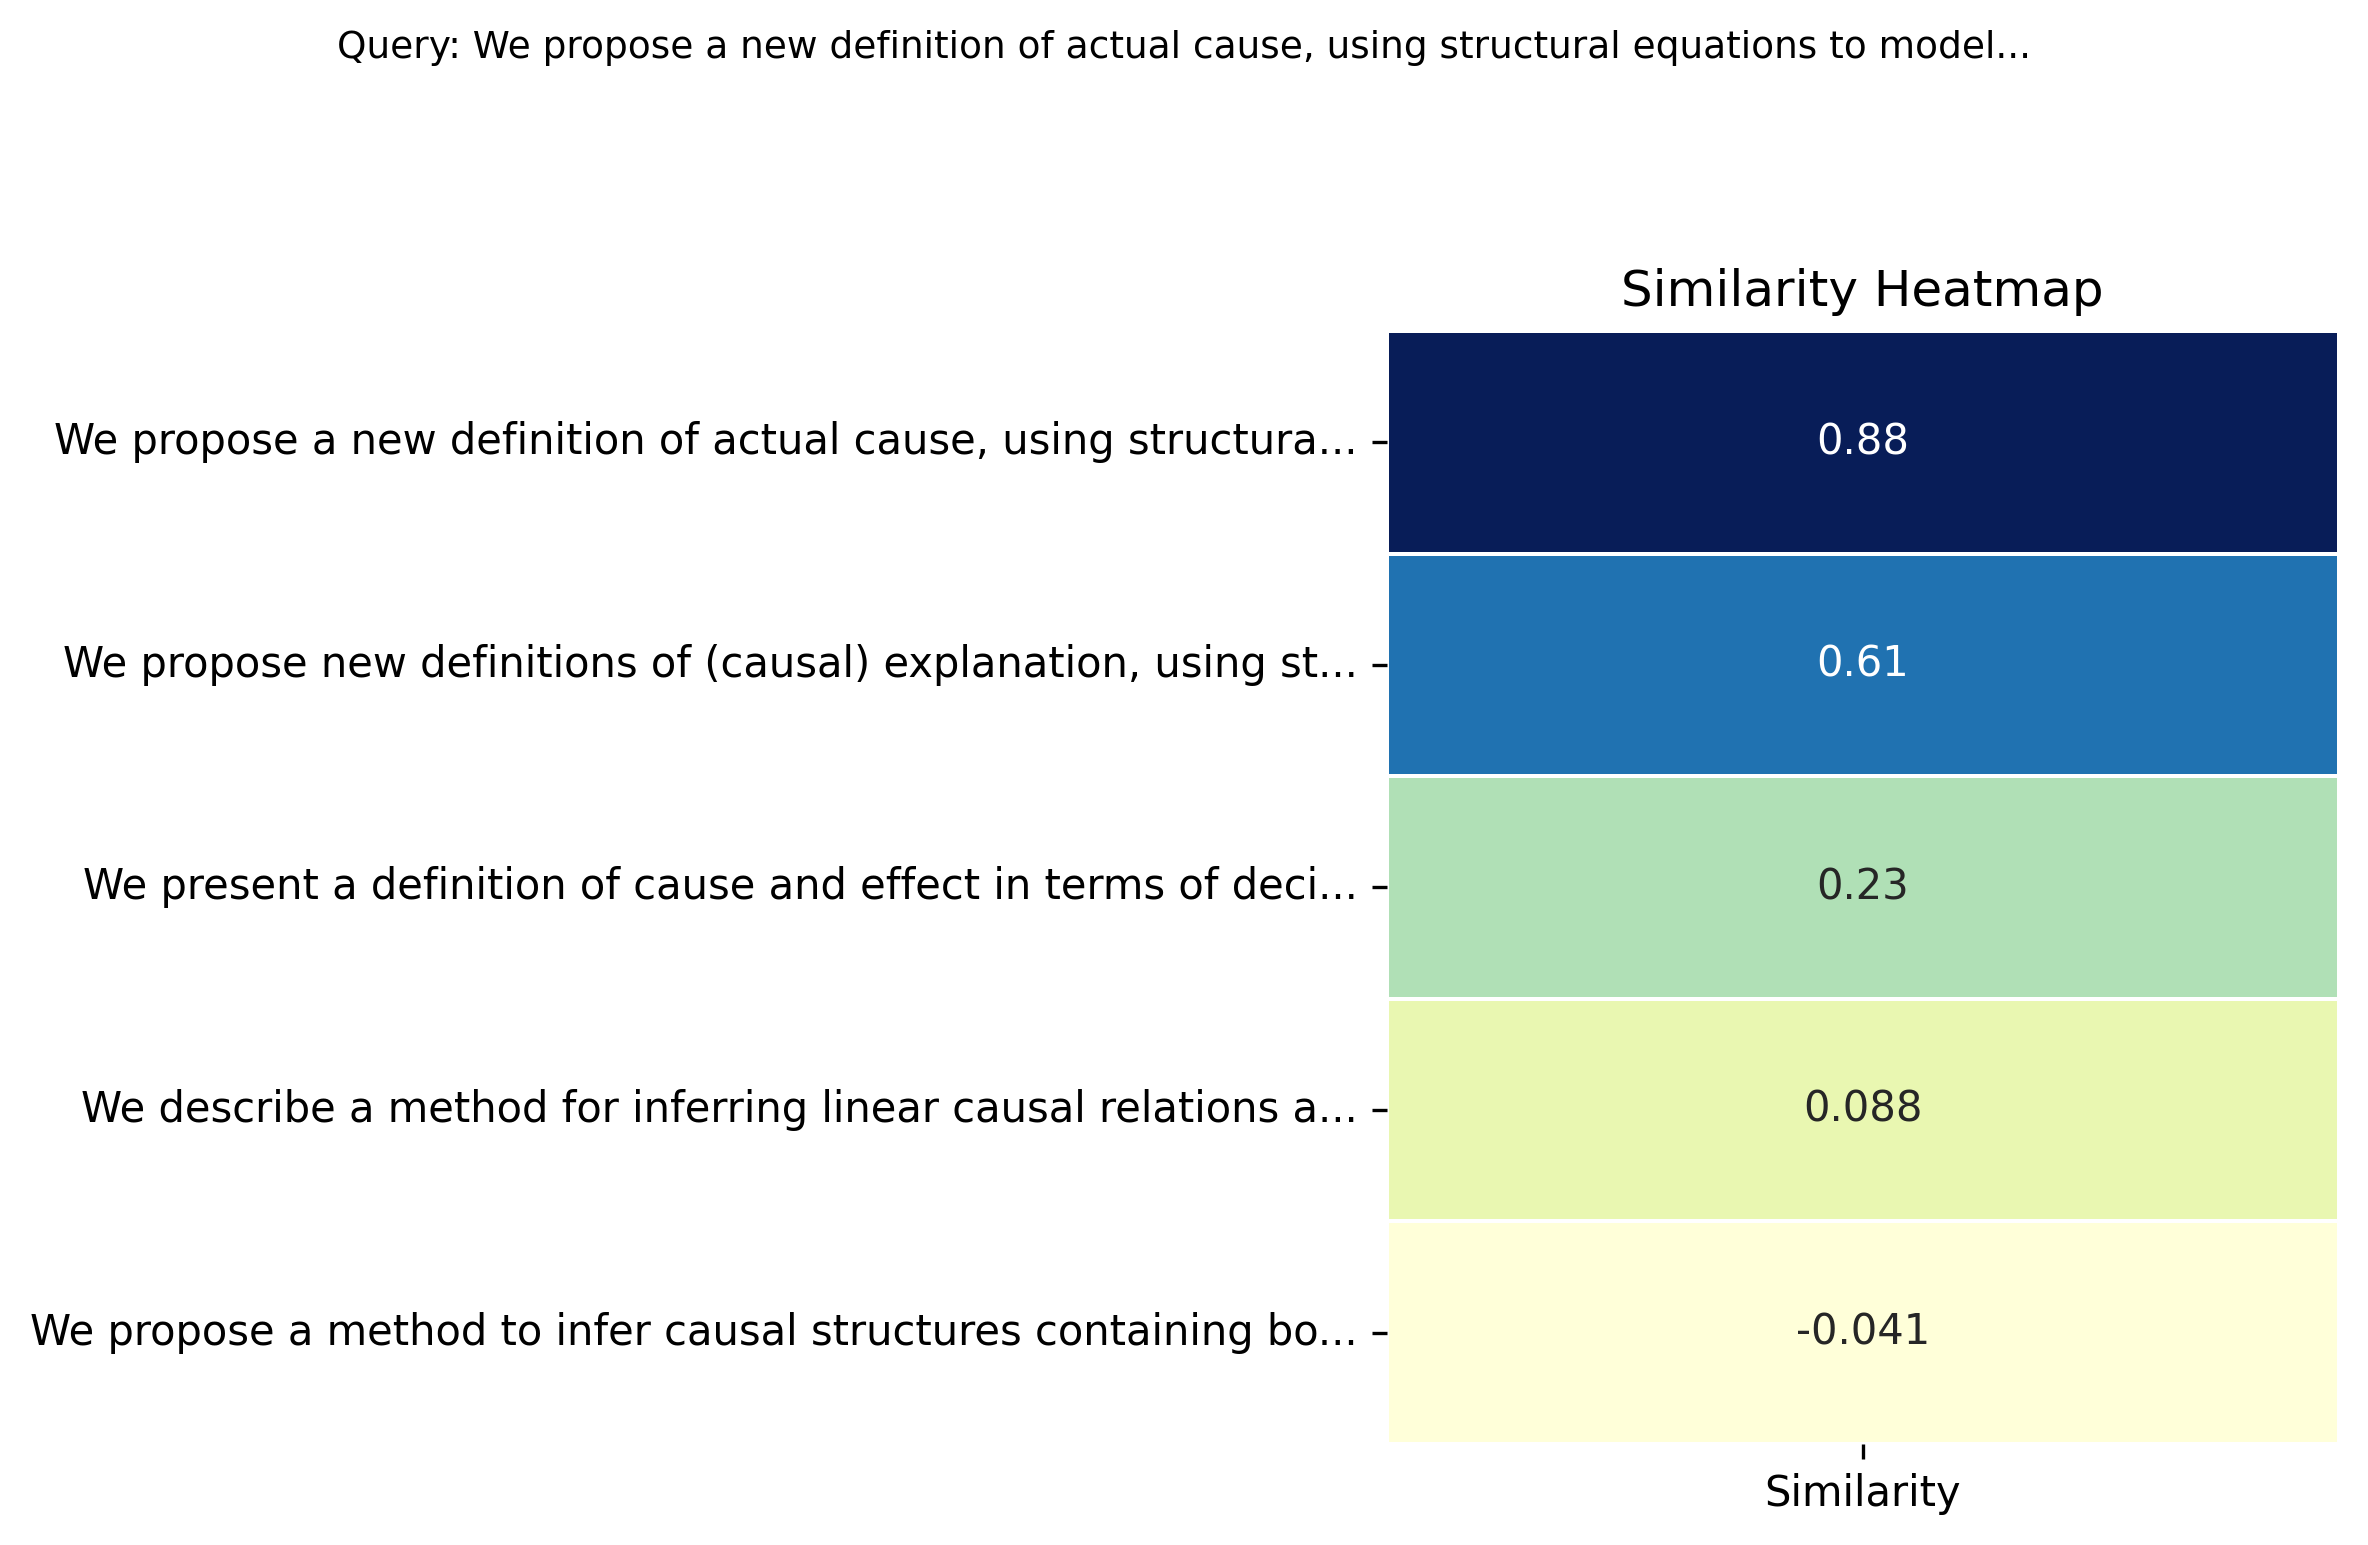 Query: We propose a new definition of actual cause, using structural equations to model...
Similarity Heatmap
We propose a new definition of actual cause, using structura...
0.88
We propose new definitions of (causal) explanation, using st...
0.61
We present a definition of cause and effect in terms of deci...
0.23
We describe a method for inferring linear causal relations a...
0.088
We propose a method to infer causal structures containing bo...
-0.041
Similarity